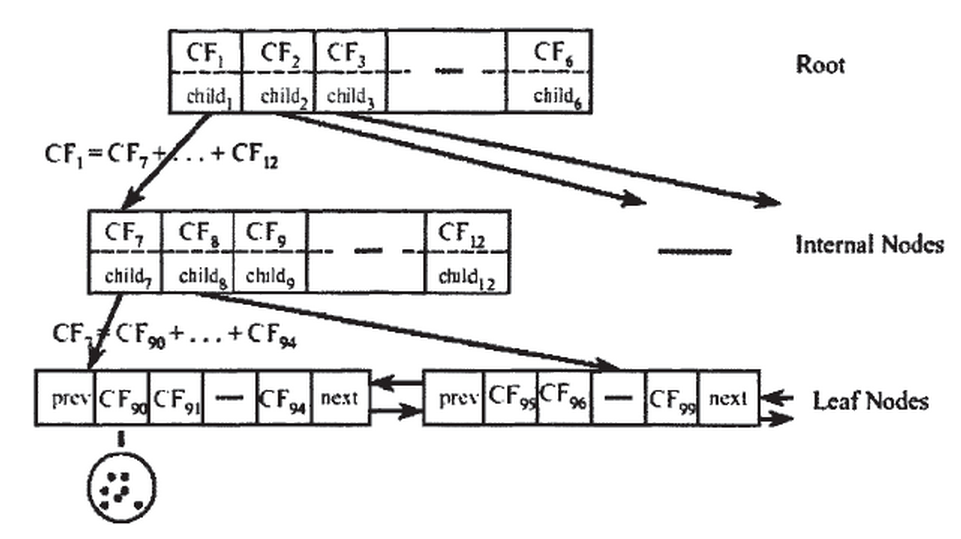 CF1 CF2 CF3 — CF6 Root
child1 child2 child3 child6
CF1 = CF7 + . . . + CF12
CF7 CF8 CF9 — CF12 Internal Nodes
child7 child8 child9 child12
CF7 = CF90 + . . . + CF94
prev CF90 CF91 — CF94 next prev CF95 CF96 — CF99 next Leaf Nodes